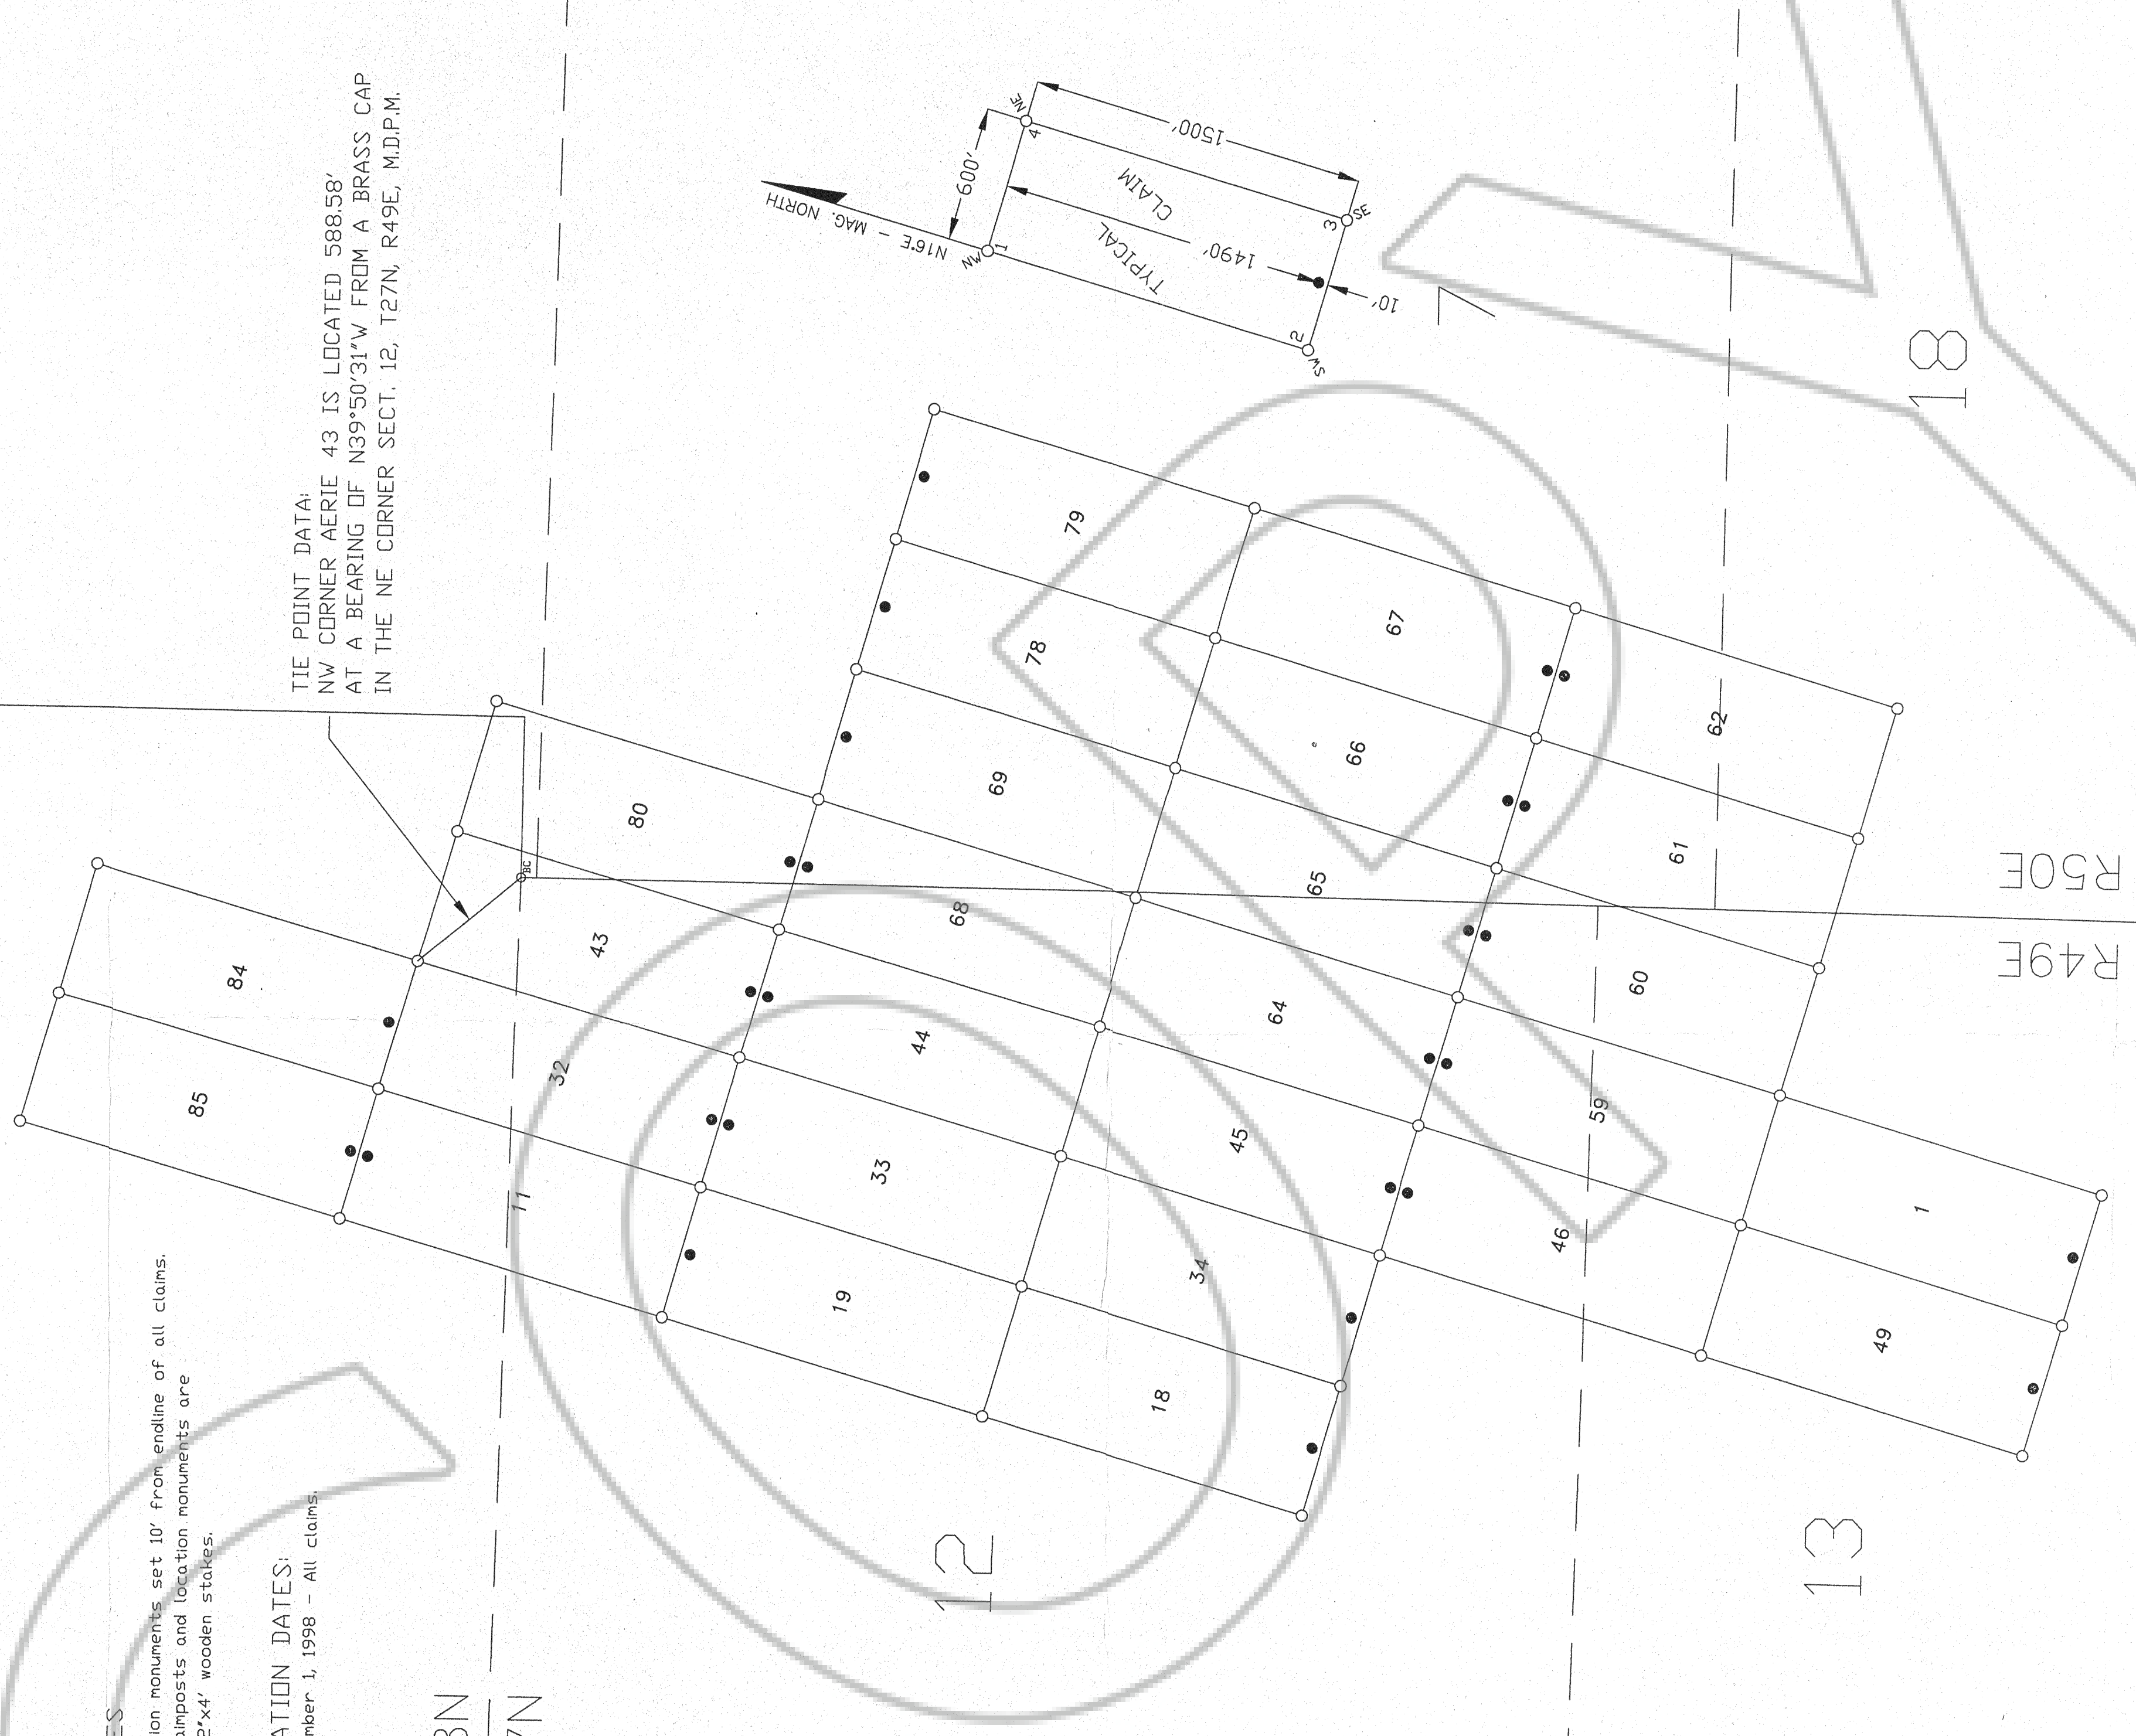 TIE POINT DATA:
NW CORNER AERIE 43 IS LOCATED 588.58'
AT A BEARING OF N39°50'31"W FROM A BRASS CAP
IN THE NE CORNER SECT. 12, T27N, R49E, M.D.P.M.
N16°E - MAG. NORTH
600'
1500'
1490'
10'
TYPICAL
CLAIM
NW
1
SW
2
3
SE
NE
4
7
18
79
78
67
66
62
61
69
80
BC
65
68
43
84
60
R50E
R49E
64
44
32
85
59
45
33
11
46
1
34
19
49
18
12
13
ion monuments set 10' from endline of all claims.
aimposts and location monuments are
2"x4' wooden stakes.
ATION DATES:
mber 1, 1998 - All claims.
ES
3N
7N